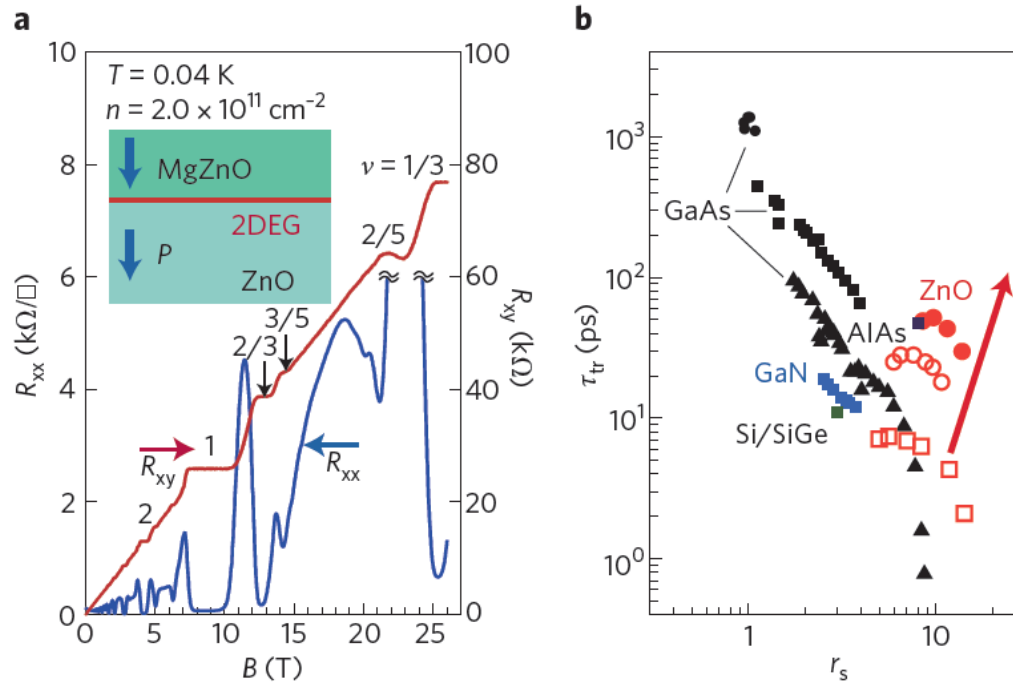 a
T = 0.04 K
n = 2.0 × 10¹¹ cm⁻²
MgZnO
2DEG
P
ZnO
ν = 1/3
2/5
3/5
2/3
1
2
Rxy
Rxx
10
8
6
4
2
0
Rxx (kΩ/□)
100
80
60
40
20
0
Rxy (kΩ)
0 5 10 15 20 25
B (T)
b
10³
10²
10¹
10⁰
τtr (ps)
GaAs
ZnO
AlAs
GaN
Si/SiGe
1 10
rs